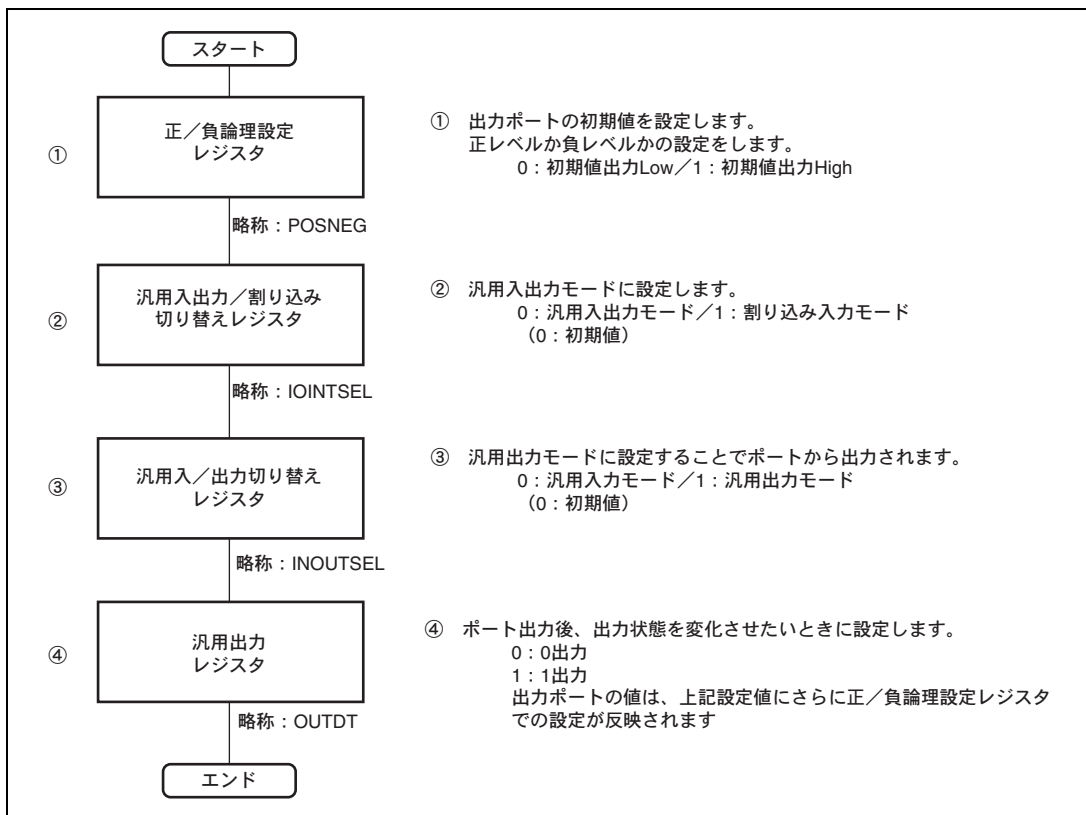 スタート
①
正／負論理設定
レジスタ
① 出力ポートの初期値を設定します。
正レベルか負レベルかの設定をします。
0：初期値出力Low／1：初期値出力High
略称：POSNEG
②
汎用入出力／割り込み
切り替えレジスタ
② 汎用入出力モードに設定します。
0：汎用入出力モード／1：割り込み入力モード
（0：初期値）
略称：IOINTSEL
③
汎用入／出力切り替え
レジスタ
③ 汎用出力モードに設定することでポートから出力されます。
0：汎用入力モード／1：汎用出力モード
（0：初期値）
略称：INOUTSEL
④
汎用出力
レジスタ
④ ポート出力後、出力状態を変化させたいときに設定します。
0：0出力
1：1出力
出力ポートの値は、上記設定値にさらに正／負論理設定レジスタ
での設定が反映されます
略称：OUTDT
エンド